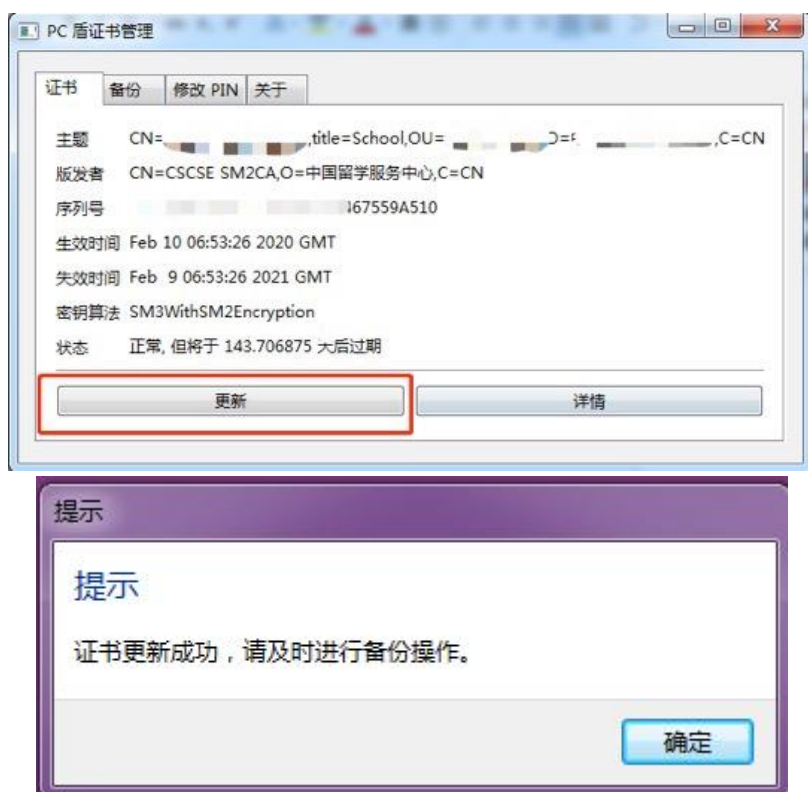 PC 盾证书管理
证书 备份 修改 PIN 关于
主题 CN= ,title=School,OU= ,C=CN
版发者 CN=CSCSE SM2CA,O=中国留学服务中心,C=CN
序列号 467559A510
生效时间 Feb 10 06:53:26 2020 GMT
失效时间 Feb 9 06:53:26 2021 GMT
密钥算法 SM3WithSM2Encryption
状态 正常, 但将于 143.706875 天后过期
更新 详情
提示
提示
证书更新成功，请及时进行备份操作。
确定